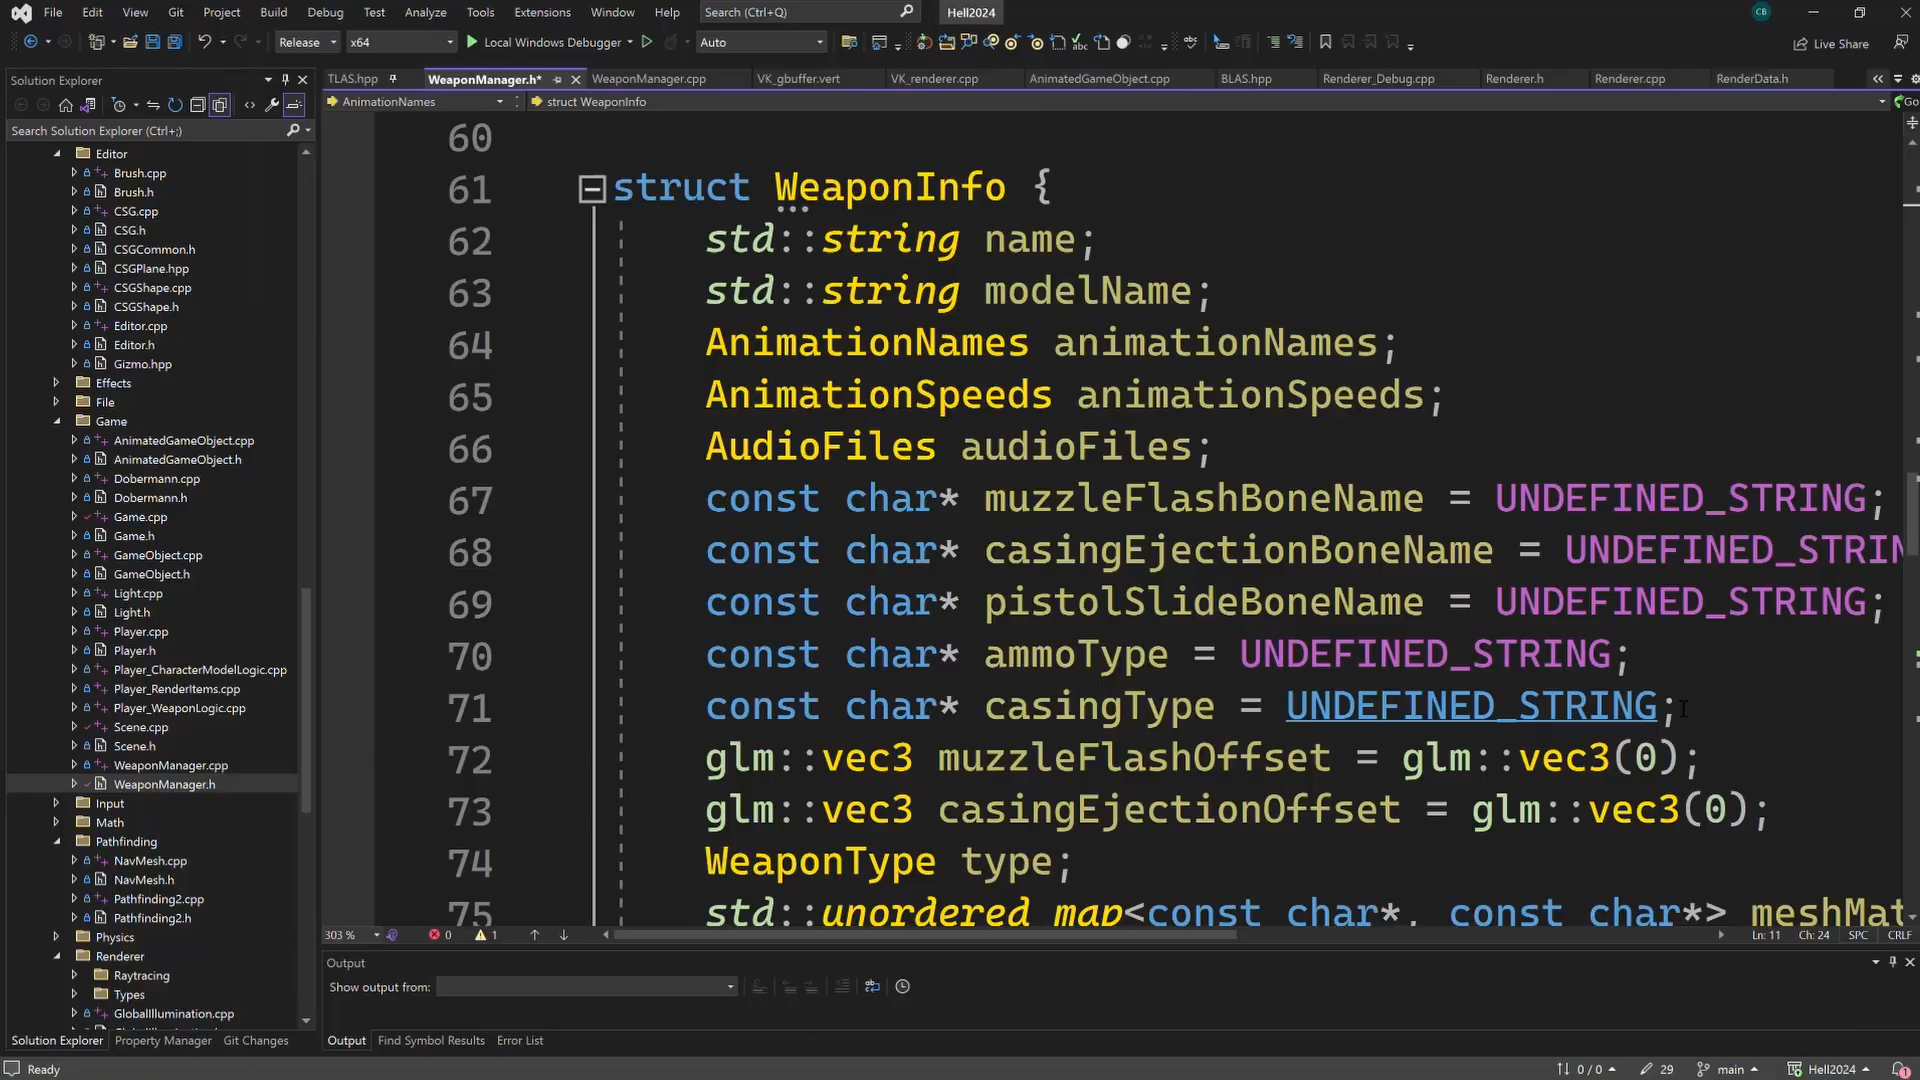 File Edit View Git Project Build Debug Test Analyze Tools Extensions Window Help Search (Ctrl+Q) Hell2024 CB
Release x64 Local Windows Debugger Auto Live Share
Solution Explorer
Search Solution Explorer (Ctrl+;)
Editor
Brush.cpp
Brush.h
CSG.cpp
CSG.h
CSGCommon.h
CSGPlane.hpp
CSGShape.cpp
CSGShape.h
Editor.cpp
Editor.h
Gizmo.hpp
Effects
File
Game
AnimatedGameObject.cpp
AnimatedGameObject.h
Dobermann.cpp
Dobermann.h
Game.cpp
Game.h
GameObject.cpp
GameObject.h
Light.cpp
Light.h
Player.cpp
Player.h
Player_CharacterModelLogic.cpp
Player_RenderItems.cpp
Player_WeaponLogic.cpp
Scene.cpp
Scene.h
WeaponManager.cpp
WeaponManager.h
Input
Math
Pathfinding
NavMesh.cpp
NavMesh.h
Pathfinding2.cpp
Pathfinding2.h
Physics
Renderer
Raytracing
Types
GlobalIllumination.cpp
Solution Explorer Property Manager Git Changes
TLAS.hpp WeaponManager.h* WeaponManager.cpp VK_gbuffer.vert VK_renderer.cpp AnimatedGameObject.cpp BLAS.hpp Renderer_Debug.cpp Renderer.h Renderer.cpp RenderData.h
AnimationNames struct WeaponInfo Go
60
61 struct WeaponInfo {
62 std::string name;
63 std::string modelName;
64 AnimationNames animationNames;
65 AnimationSpeeds animationSpeeds;
66 AudioFiles audioFiles;
67 const char* muzzleFlashBoneName = UNDEFINED_STRING;
68 const char* casingEjectionBoneName = UNDEFINED_STRIN
69 const char* pistolSlideBoneName = UNDEFINED_STRING;
70 const char* ammoType = UNDEFINED_STRING;
71 const char* casingType = UNDEFINED_STRING;
72 glm::vec3 muzzleFlashOffset = glm::vec3(0);
73 glm::vec3 casingEjectionOffset = glm::vec3(0);
74 WeaponType type;
75 std::unordered_map<const char*, const char*> meshMat
303 % 0 1 Ln: 11 Ch: 24 SPC CRLF
Output
Show output from:
Output Find Symbol Results Error List
Ready 0 / 0 29 main Hell2024 1